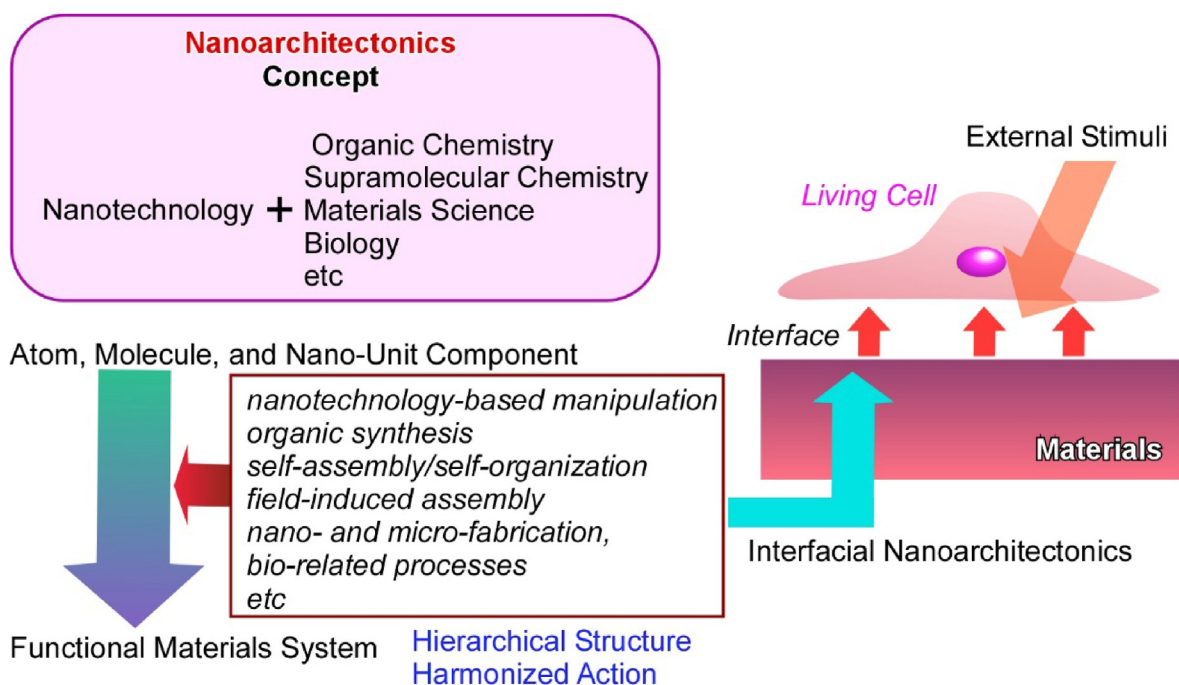 Nanoarchitectonics
Concept
Organic Chemistry
Supramolecular Chemistry
Nanotechnology + Materials Science
Biology
etc
Atom, Molecule, and Nano-Unit Component
nanotechnology-based manipulation
organic synthesis
self-assembly/self-organization
field-induced assembly
nano- and micro-fabrication,
bio-related processes
etc
Functional Materials System
Hierarchical Structure
Harmonized Action
External Stimuli
Living Cell
Interface
Materials
Interfacial Nanoarchitectonics